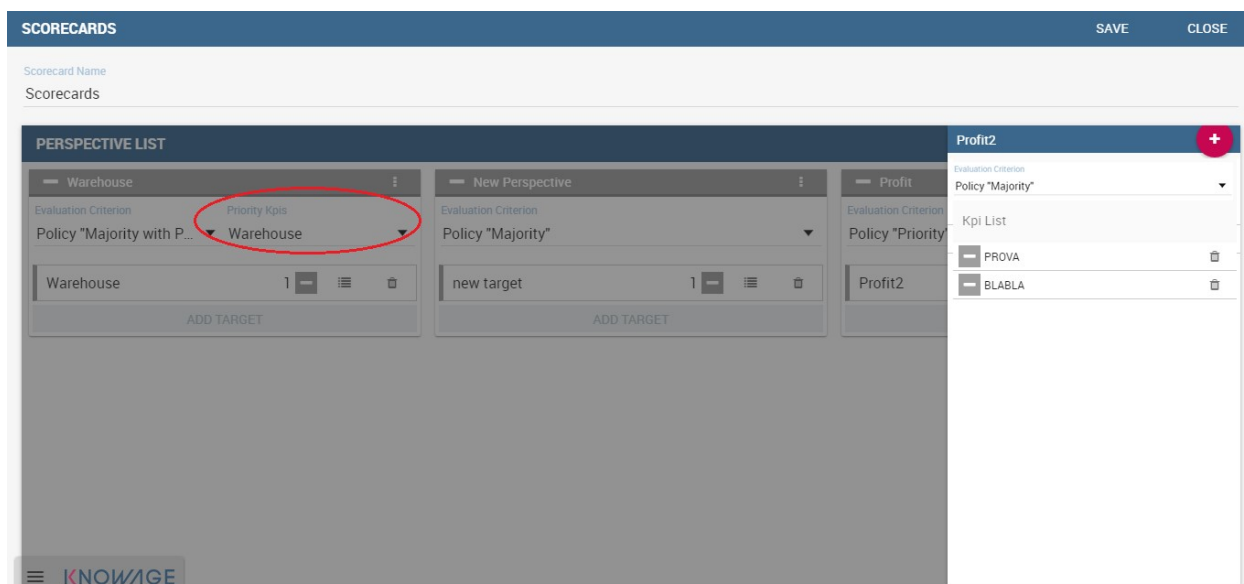 SCORECARDS SAVE CLOSE
Scorecard Name
Scorecards
PERSPECTIVE LIST
Warehouse
Evaluation Criterion Priority Kpis
Policy "Majority with P... Warehouse
Warehouse 1
ADD TARGET
New Perspective
Evaluation Criterion
Policy "Majority"
new target 1
ADD TARGET
Profit
Evaluation Criterion
Policy "Priority"
Profit2
Profit2
Evaluation Criterion
Policy "Majority"
Kpi List
PROVA
BLABLA
KNOWAGE